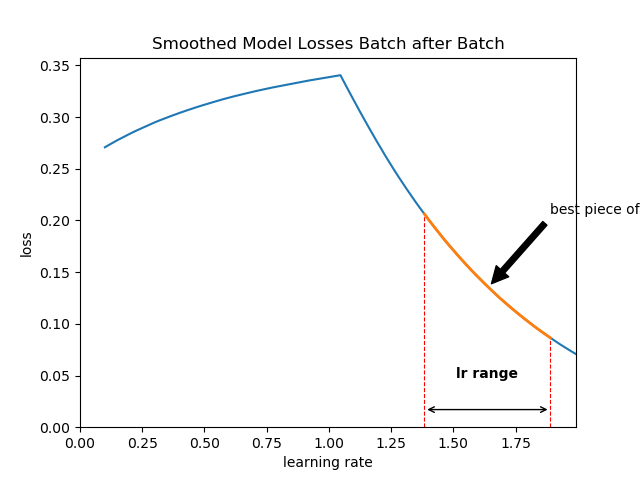 Smoothed Model Losses Batch after Batch
0.35
0.30
0.25
0.20
0.15
0.10
0.05
0.00
loss
best piece of
lr range
0.00 0.25 0.50 0.75 1.00 1.25 1.50 1.75
learning rate